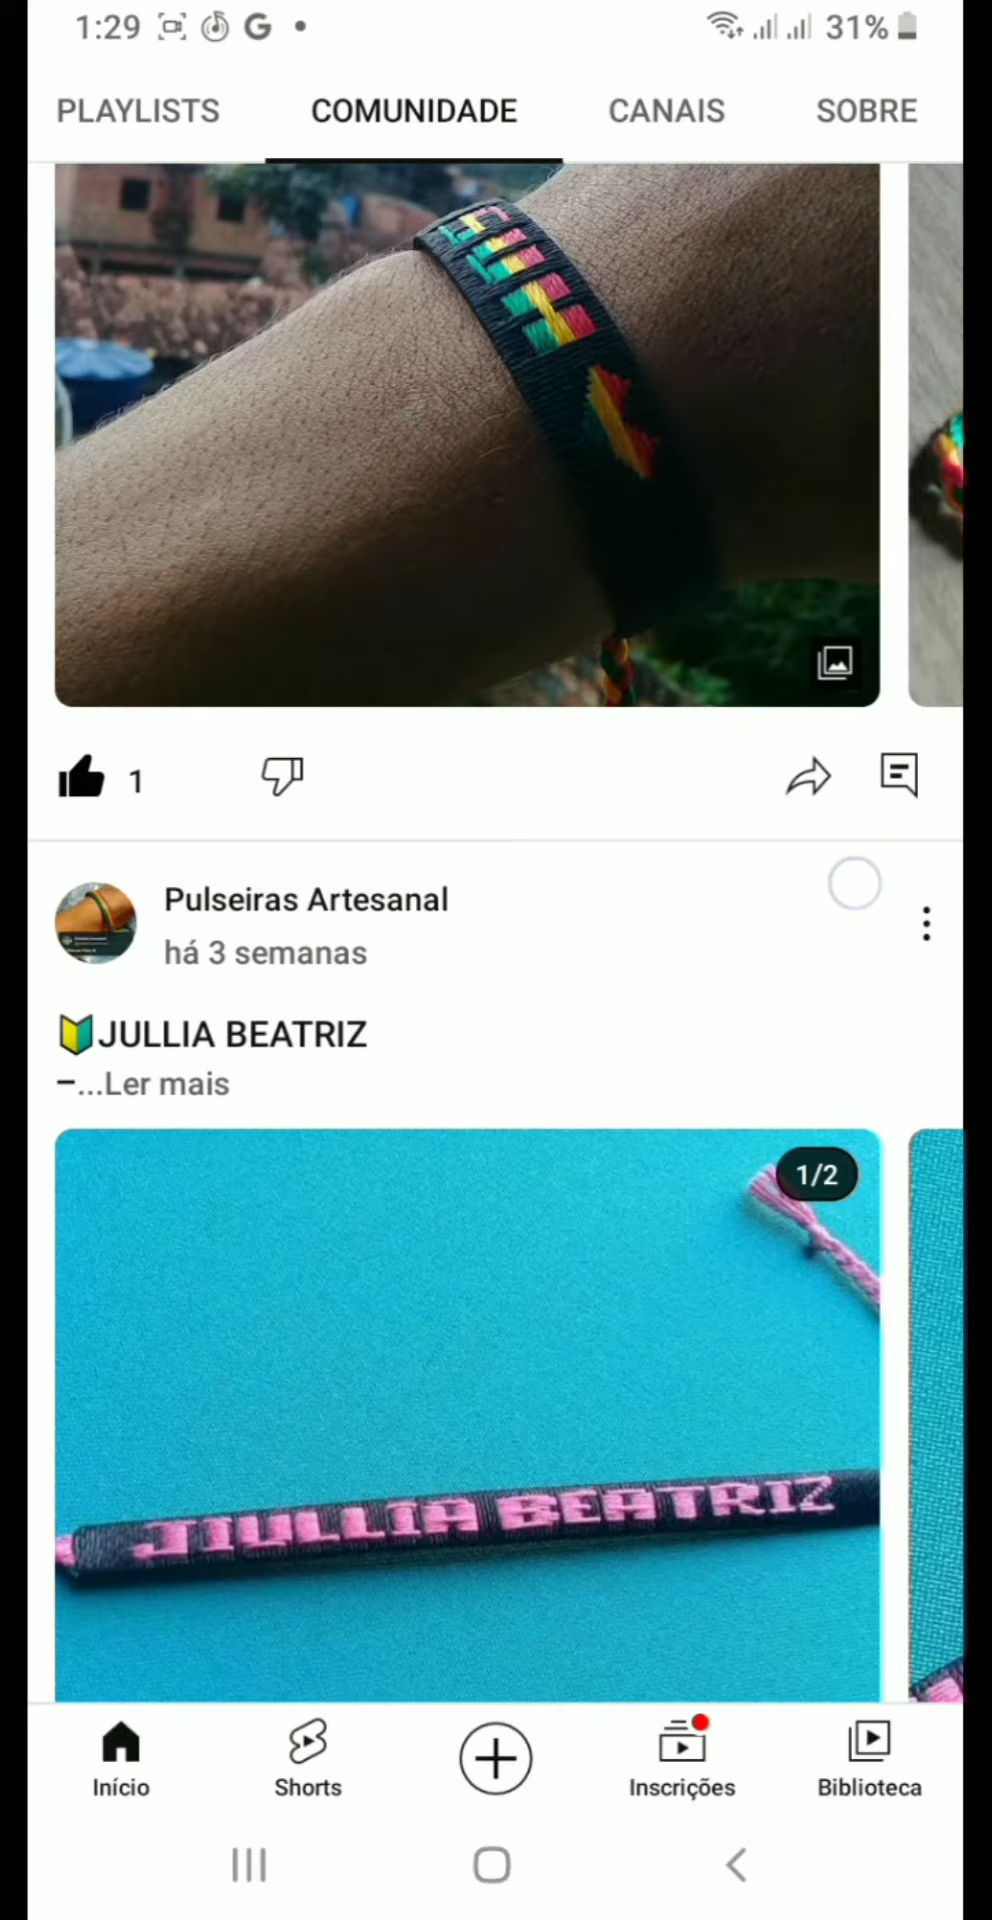 1:29 G 31%
PLAYLISTS COMUNIDADE CANAIS SOBRE
1
Pulseiras Artesanal
há 3 semanas
JULLIA BEATRIZ
–...Ler mais
1/2
JIULLIA BEATRIZ
Início Shorts Inscrições Biblioteca